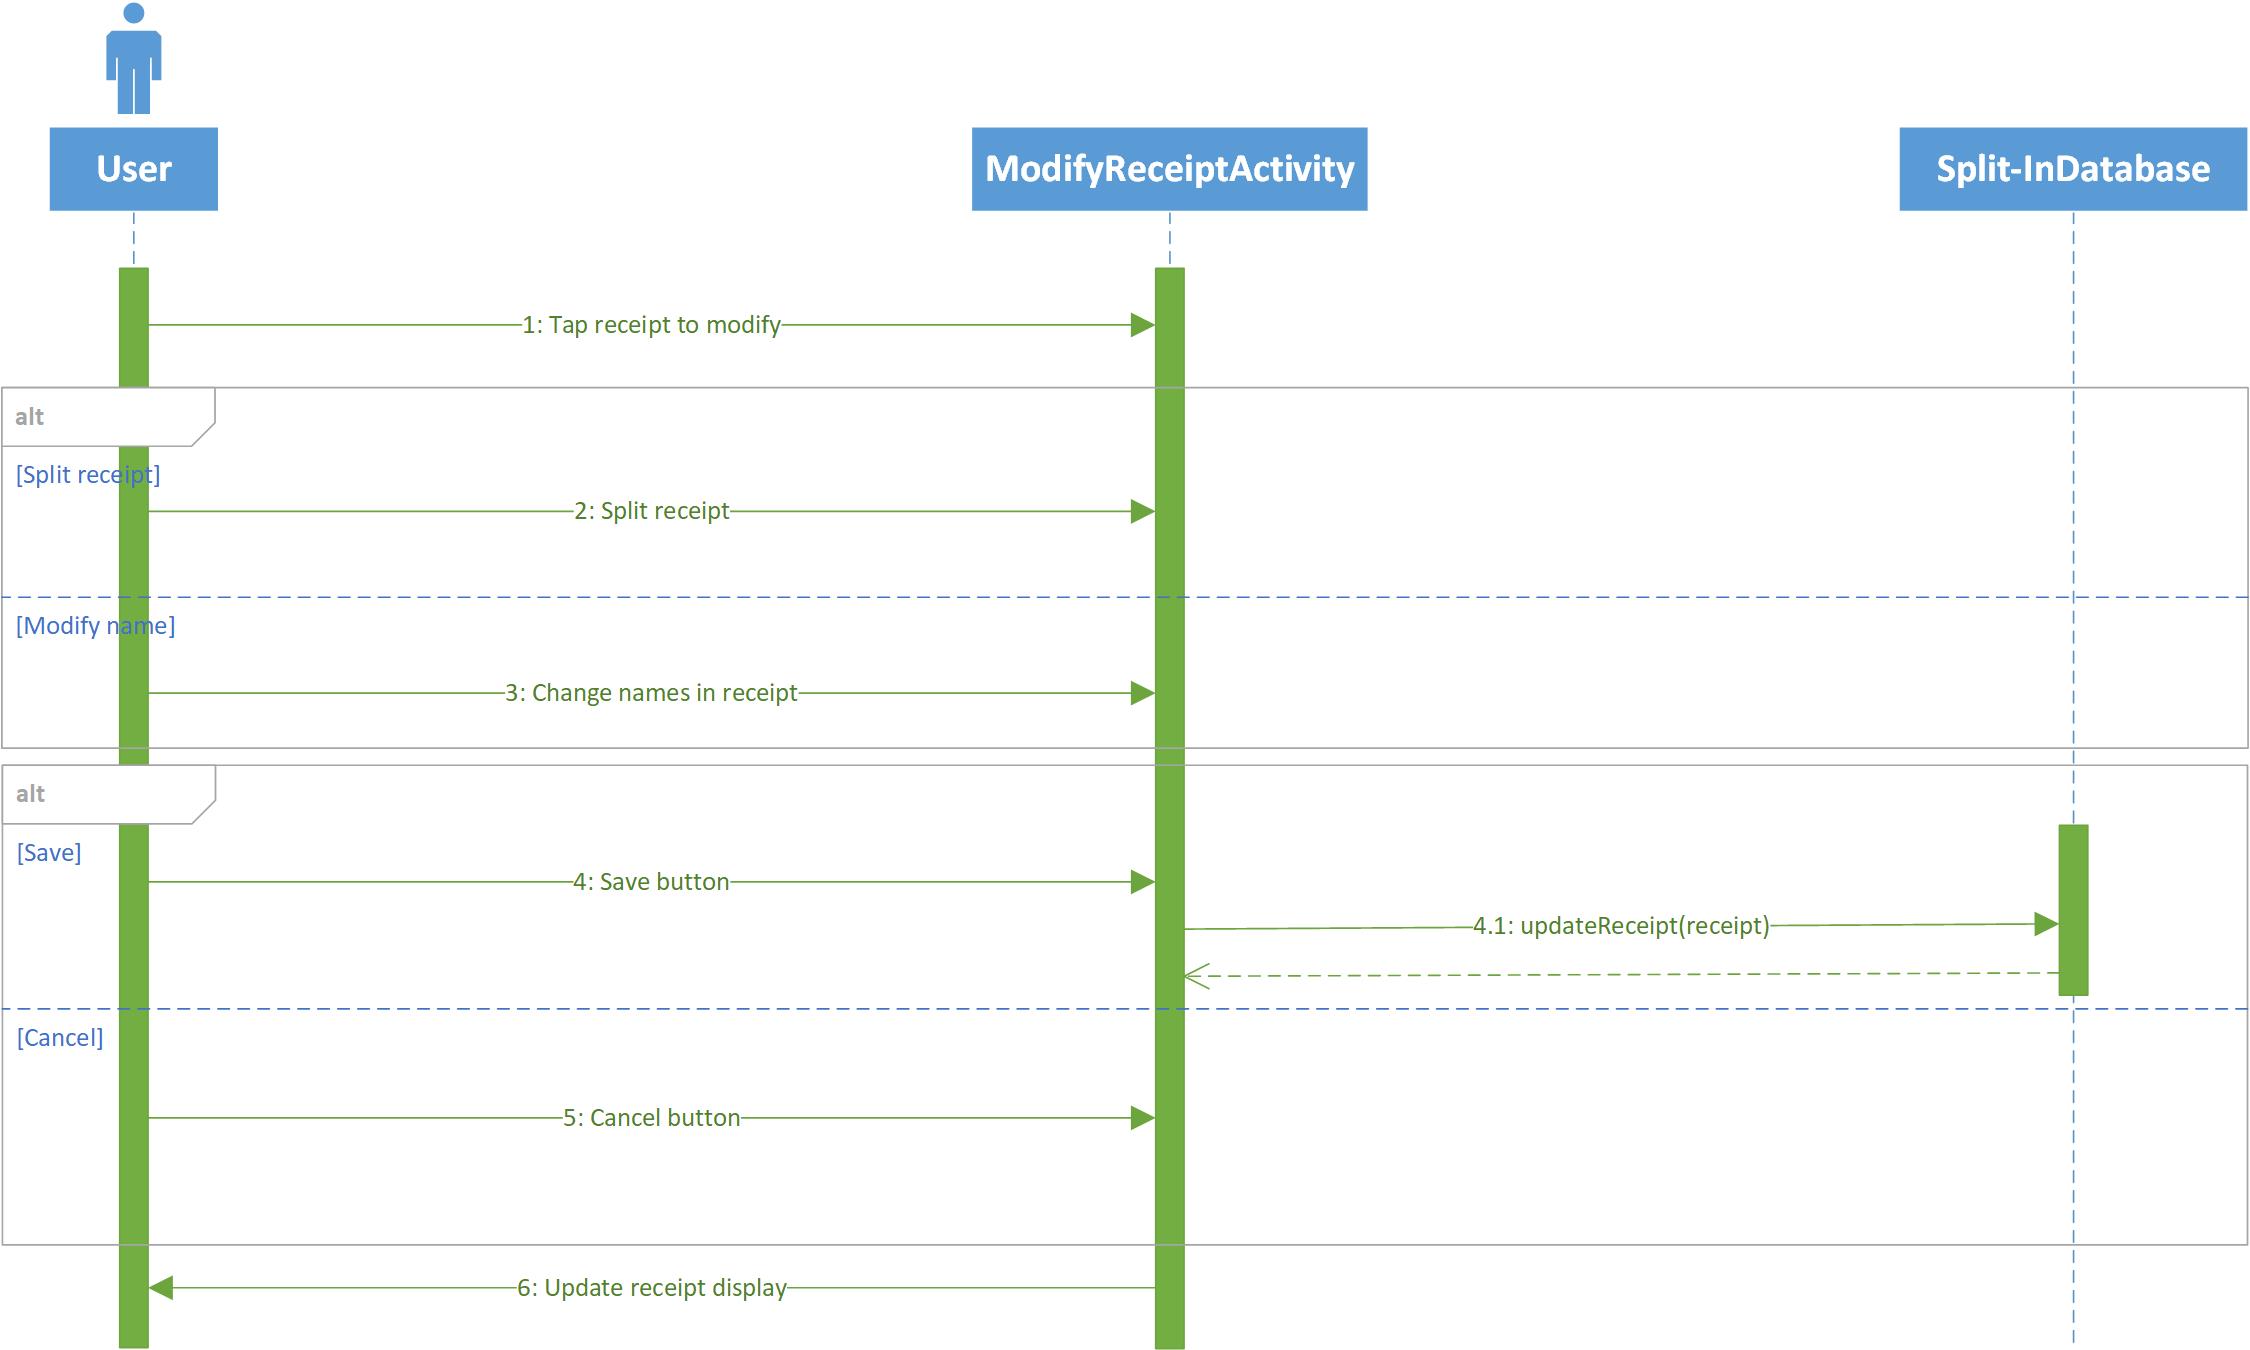 User
ModifyReceiptActivity
Split-InDatabase
1: Tap receipt to modify
alt
[Split receipt]
2: Split receipt
[Modify name]
3: Change names in receipt
alt
[Save]
4: Save button
4.1: updateReceipt(receipt)
[Cancel]
5: Cancel button
6: Update receipt display